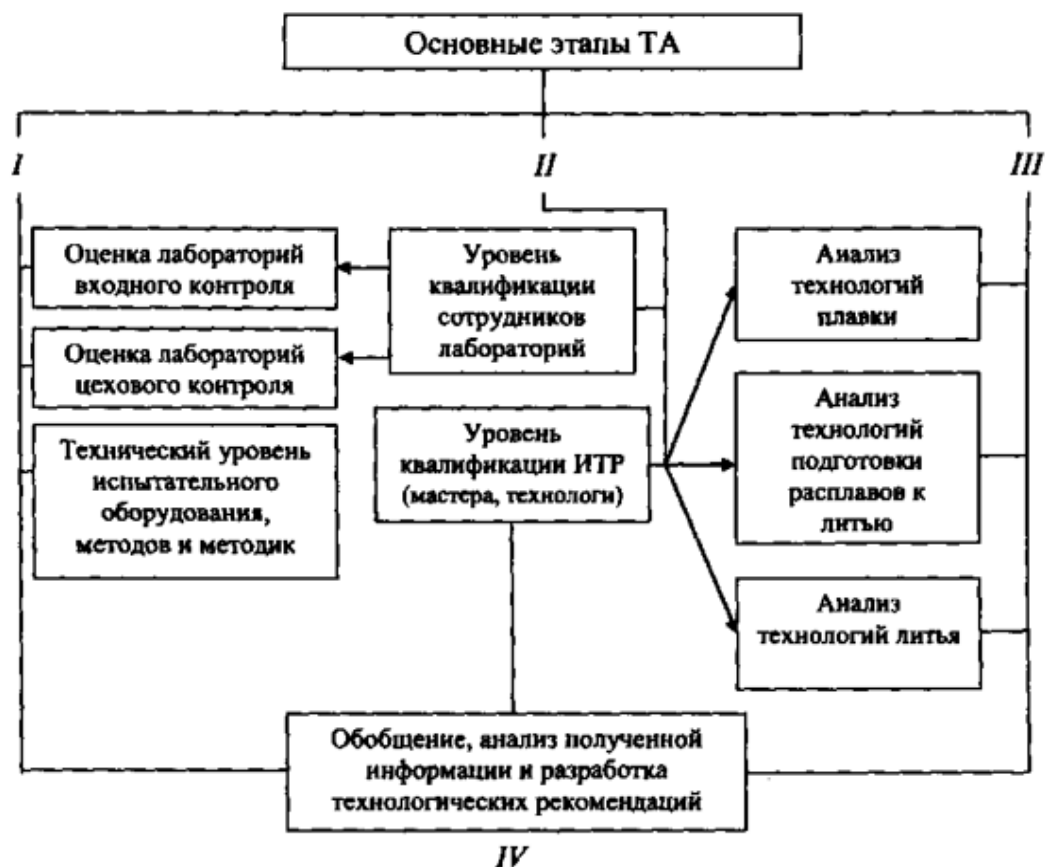 Основные этапы ТА
I
II
III
Оценка лабораторий
входного контроля
Оценка лабораторий
цехового контроля
Технический уровень
испытательного
оборудования,
методов и методик
Уровень
квалификации
сотрудников
лабораторий
Уровень
квалификации ИТР
(мастера, технологи)
Анализ
технологий
плавки
Анализ
технологий
подготовки
расплавов к
литью
Анализ
технологий литья
Обобщение, анализ полученной
информации и разработка
технологических рекомендаций
IV